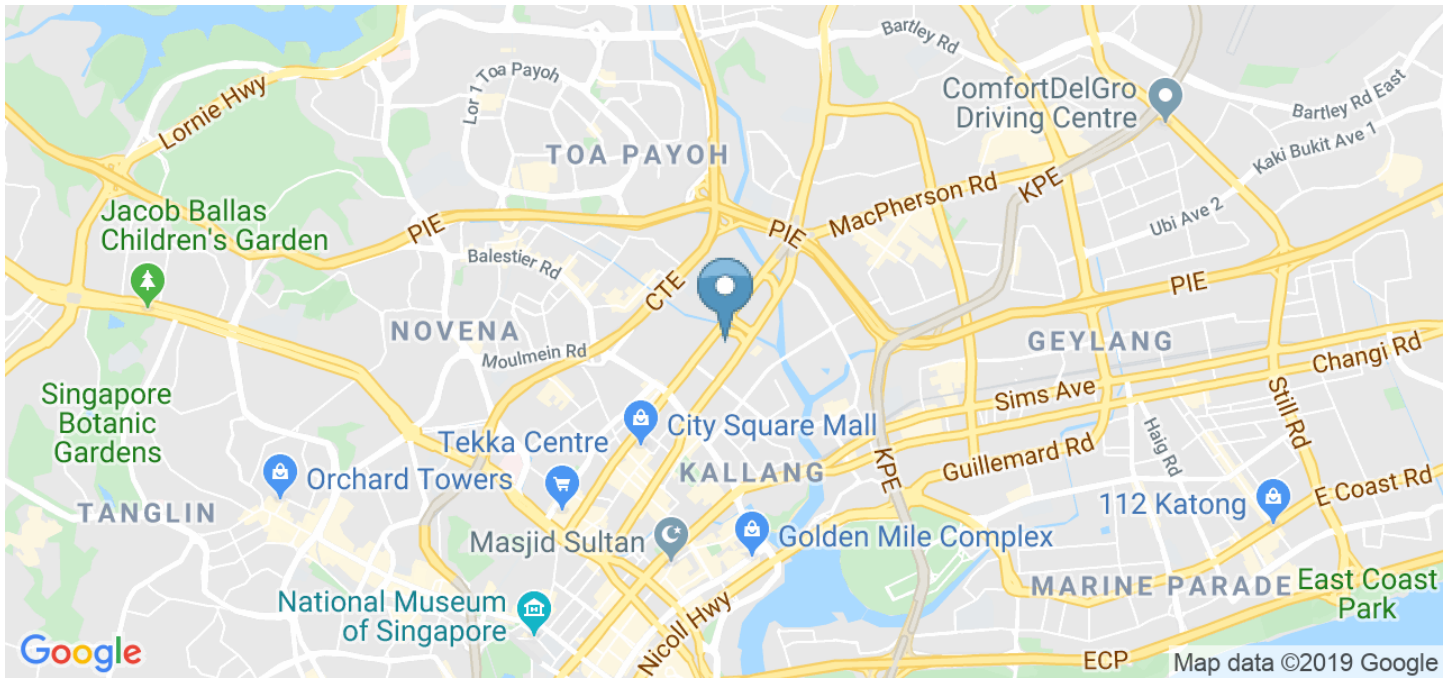 Bartley Rd
Lornie Hwy
Lor 1 Toa Payoh
ComfortDelGro
Driving Centre
Bartley Rd East
Kaki Bukit Ave 1
TOA PAYOH
KPE
MacPherson Rd
Jacob Ballas
Children's Garden
PIE
PIE
Ubi Ave 2
Balestier Rd
CTE
PIE
NOVENA
Moulmein Rd
GEYLANG
Changi Rd
Singapore
Botanic
Gardens
Sims Ave
Still Rd
City Square Mall
Tekka Centre
Haig Rd
Orchard Towers
KALLANG
KPE
Guillemard Rd
E Coast Rd
TANGLIN
112 Katong
Masjid Sultan
Golden Mile Complex
MARINE PARADE
East Coast
Park
National Museum
of Singapore
Nicoll Hwy
Google
ECP
Map data ©2019 Google